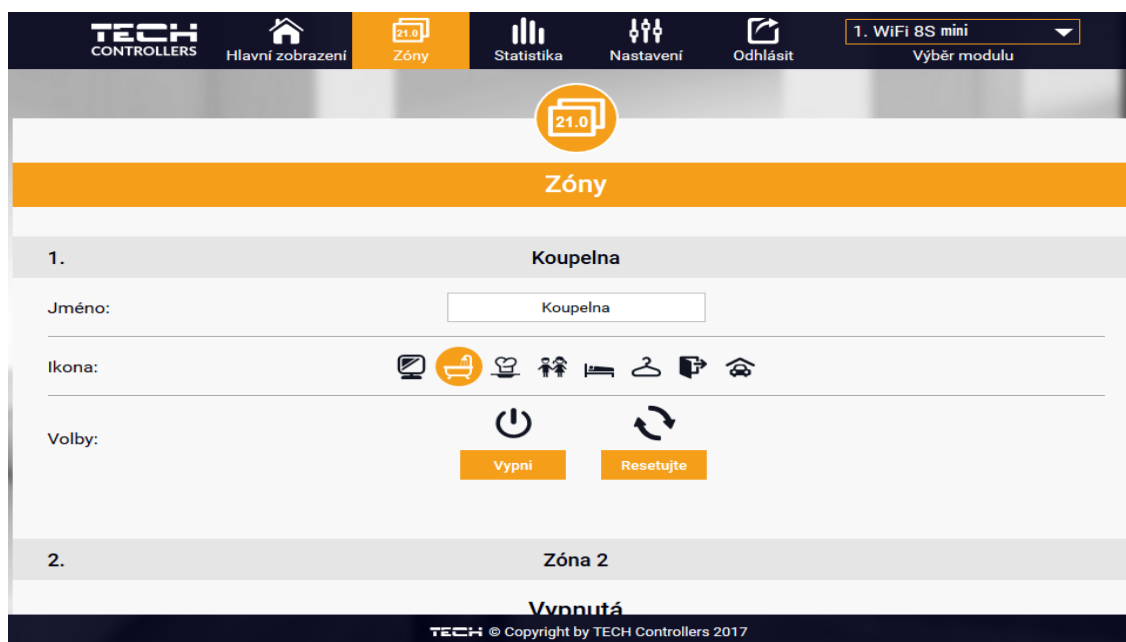 TECH
CONTROLLERS
Hlavní zobrazení
21.0
Zóny
Statistika
Nastavení
Odhlásit
1. WiFi 8S mini
Výběr modulu
21.0
Zóny
1. Koupelna
Jméno: Koupelna
Ikona:
Volby:
Vypni Resetujte
2. Zóna 2
Vypnutá
TECH © Copyright by TECH Controllers 2017